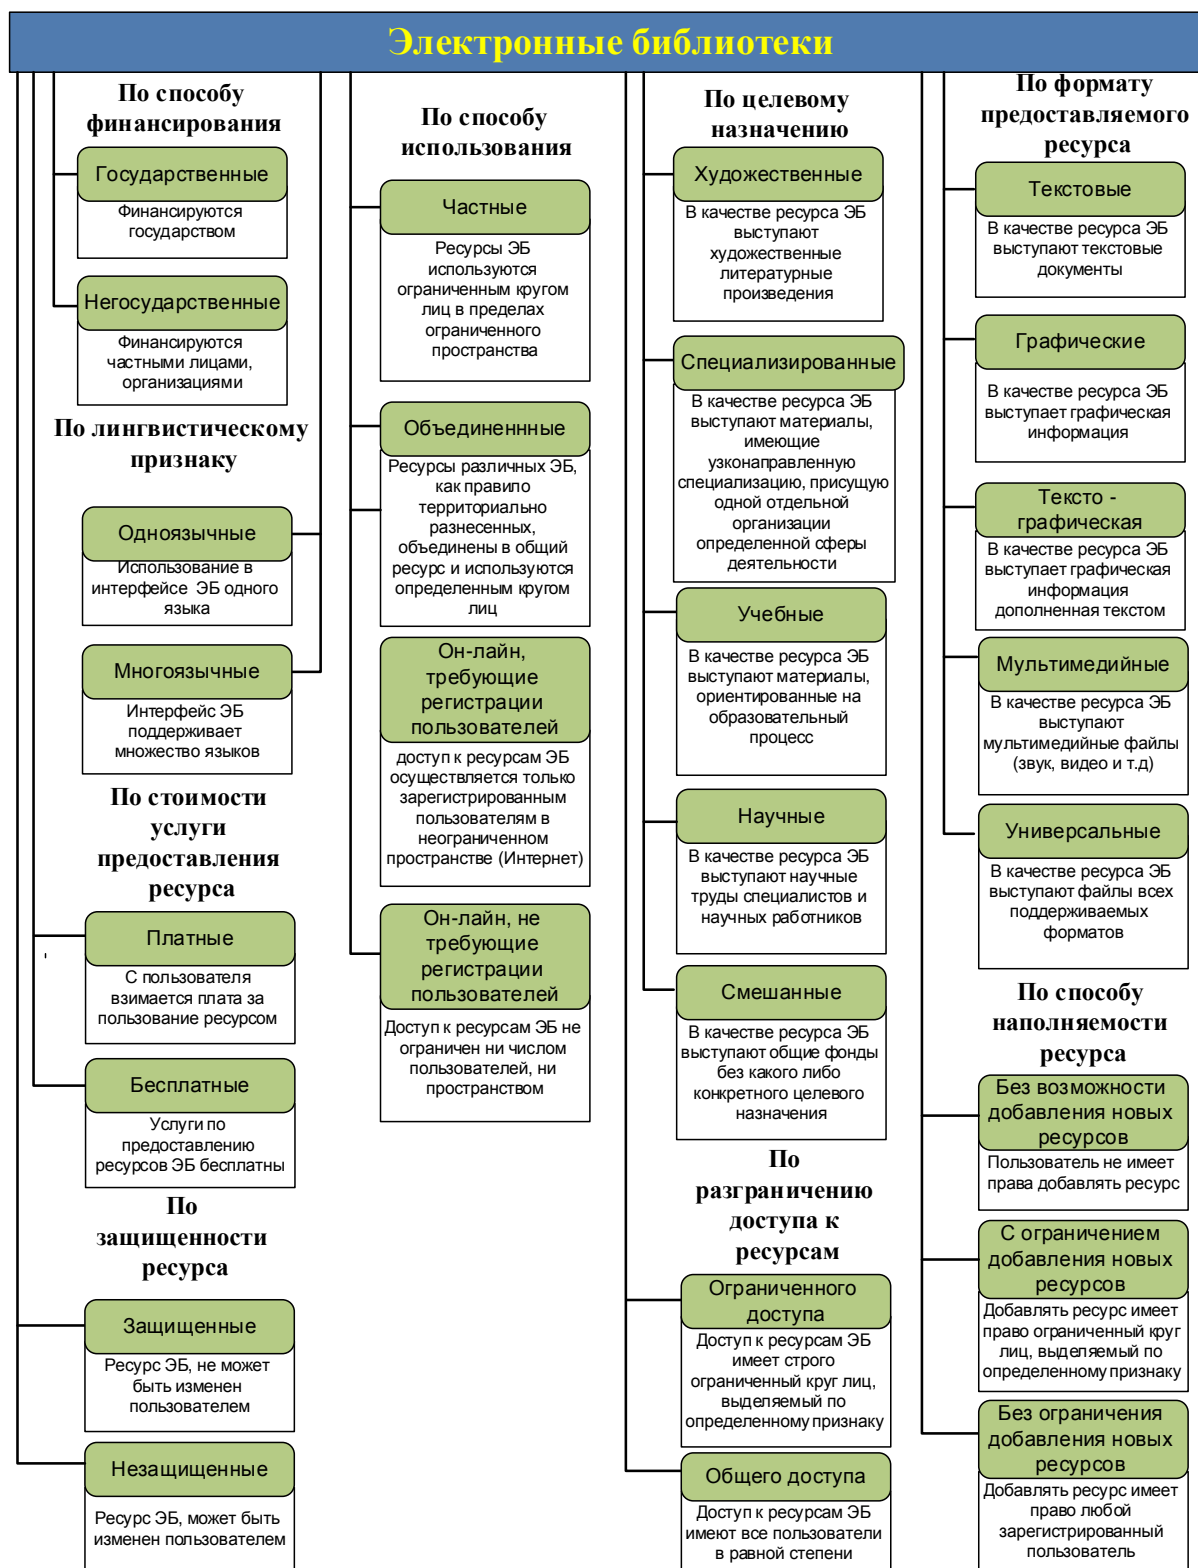 Электронные библиотеки
По способу
финансирования
Государственные
Финансируются
государством
Негосударственные
Финансируются
частными лицами,
организациями
По лингвистическому
признаку
Одноязычные
Использование в
интерфейсе ЭБ одного
языка
Многоязычные
Интерфейс ЭБ
поддерживает
множество языков
По стоимости
услуги
предоставления
ресурса
Платные
С пользователя
взимается плата за
пользование ресурсом
Бесплатные
Услуги по
предоставлению
ресурсов ЭБ бесплатны
По
защищенности
ресурса
Защищенные
Ресурс ЭБ, не может
быть изменен
пользователем
Незащищенные
Ресурс ЭБ, может быть
изменен пользователем
По способу
использования
Частные
Ресурсы ЭБ
используются
ограниченным кругом
лиц в пределах
ограниченного
пространства
Объединеннные
Ресурсы различных ЭБ,
как правило
территориально
разнесенных,
объединены в общий
ресурс и используются
определенным кругом
лиц
Он-лайн,
требующие
регистрации
пользователей
доступ к ресурсам ЭБ
осуществляется только
зарегистрированным
пользователям в
неограниченном
пространстве (Интернет)
Он-лайн, не
требующие
регистрации
пользователей
Доступ к ресурсам ЭБ не
ограничен ни числом
пользователей, ни
пространством
По целевому
назначению
Художественные
В качестве ресурса ЭБ
выступают
художественные
литературные
произведения
Специализированные
В качестве ресурса ЭБ
выступают материалы,
имеющие
узконаправленную
специализацию, присущую
одной отдельной
организации
определенной сферы
деятельности
Учебные
В качестве ресурса ЭБ
выступают материалы,
ориентированные на
образовательный
процесс
Научные
В качестве ресурса ЭБ
выступают научные
труды специалистов и
научных работников
Смешанные
В качестве ресурса ЭБ
выступают общие фонды
без какого либо
конкретного целевого
назначения
По
разграничению
доступа к
ресурсам
Ограниченного
доступа
Доступ к ресурсам ЭБ
имеет строго
ограниченный круг лиц,
выделяемый по
определенному признаку
Общего доступа
Доступ к ресурсам ЭБ
имеют все пользователи
в равной степени
По формату
предоставляемого
ресурса
Текстовые
В качестве ресурса ЭБ
выступают текстовые
документы
Графические
В качестве ресурса ЭБ
выступает графическая
информация
Тексто -
графическая
В качестве ресурса ЭБ
выступает графическая
информация
дополненная текстом
Мультимедийные
В качестве ресурса ЭБ
выступают
мультимедийные файлы
(звук, видео и т.д)
Универсальные
В качестве ресурса ЭБ
выступают файлы всех
поддерживаемых
форматов
По способу
наполняемости
ресурса
Без возможности
добавления новых
ресурсов
Пользователь не имеет
права добавлять ресурс
С ограничением
добавления новых
ресурсов
Добавлять ресурс имеет
право ограниченный круг
лиц, выделяемый по
определенному признаку
Без ограничения
добавления новых
ресурсов
Добавлять ресурс имеет
право любой
зарегистрированный
пользователь